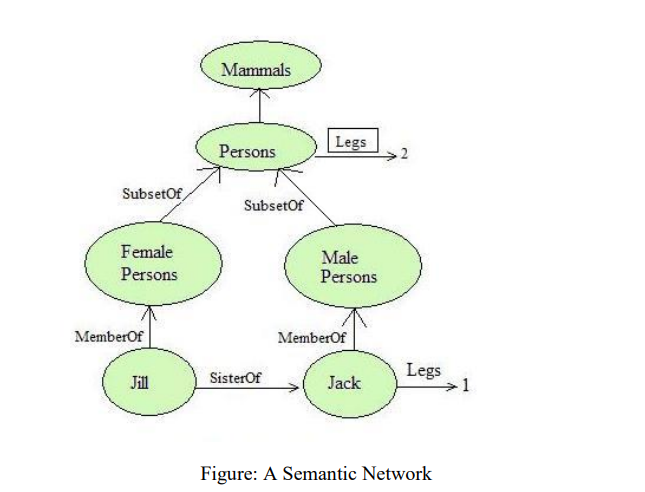 Mammals
Persons
Legs
2
SubsetOf
SubsetOf
Female
Persons
Male
Persons
MemberOf
MemberOf
Jill
SisterOf
Jack
Legs
1
Figure: A Semantic Network